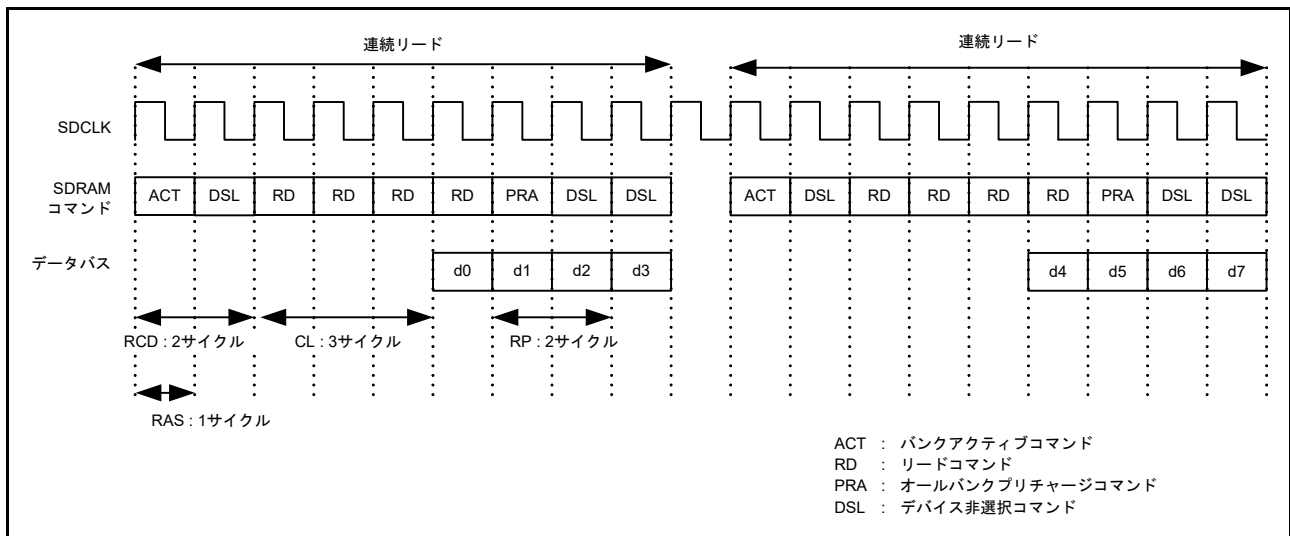 連続リード 連続リード
SDCLK
SDRAM
コマンド
ACT DSL RD RD RD RD PRA DSL DSL ACT DSL RD RD RD RD PRA DSL DSL
データバス d0 d1 d2 d3 d4 d5 d6 d7
RCD : 2サイクル CL : 3サイクル RP : 2サイクル
RAS : 1サイクル
ACT : バンクアクティブコマンド
RD : リードコマンド
PRA : オールバンクプリチャージコマンド
DSL : デバイス非選択コマンド